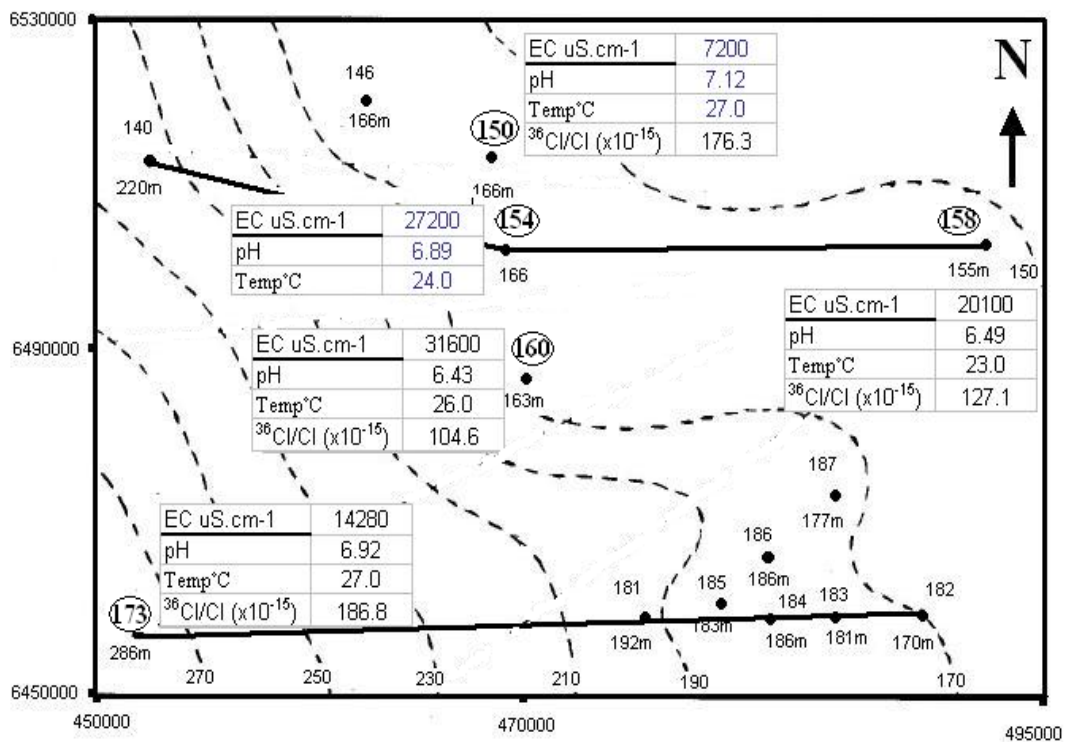 6530000
EC uS.cm-1 7200
pH 7.12
Temp°C 27.0
³⁶Cl/Cl (x10⁻¹⁵) 176.3
N
146
166m
140
220m
150
166m
EC uS.cm-1 27200
pH 6.89
Temp°C 24.0
154
166
158
155m 150
EC uS.cm-1 20100
pH 6.49
Temp°C 23.0
³⁶Cl/Cl (x10⁻¹⁵) 127.1
6490000
EC uS.cm-1 31600
pH 6.43
Temp°C 26.0
³⁶Cl/Cl (x10⁻¹⁵) 104.6
160
163m
187
177m
EC uS.cm-1 14280
pH 6.92
Temp°C 27.0
³⁶Cl/Cl (x10⁻¹⁵) 186.8
186
186m
173
286m
181
192m
185
183m
184
186m
183
181m
182
170m
270 250 230 210 190 170
6450000
450000 470000 495000